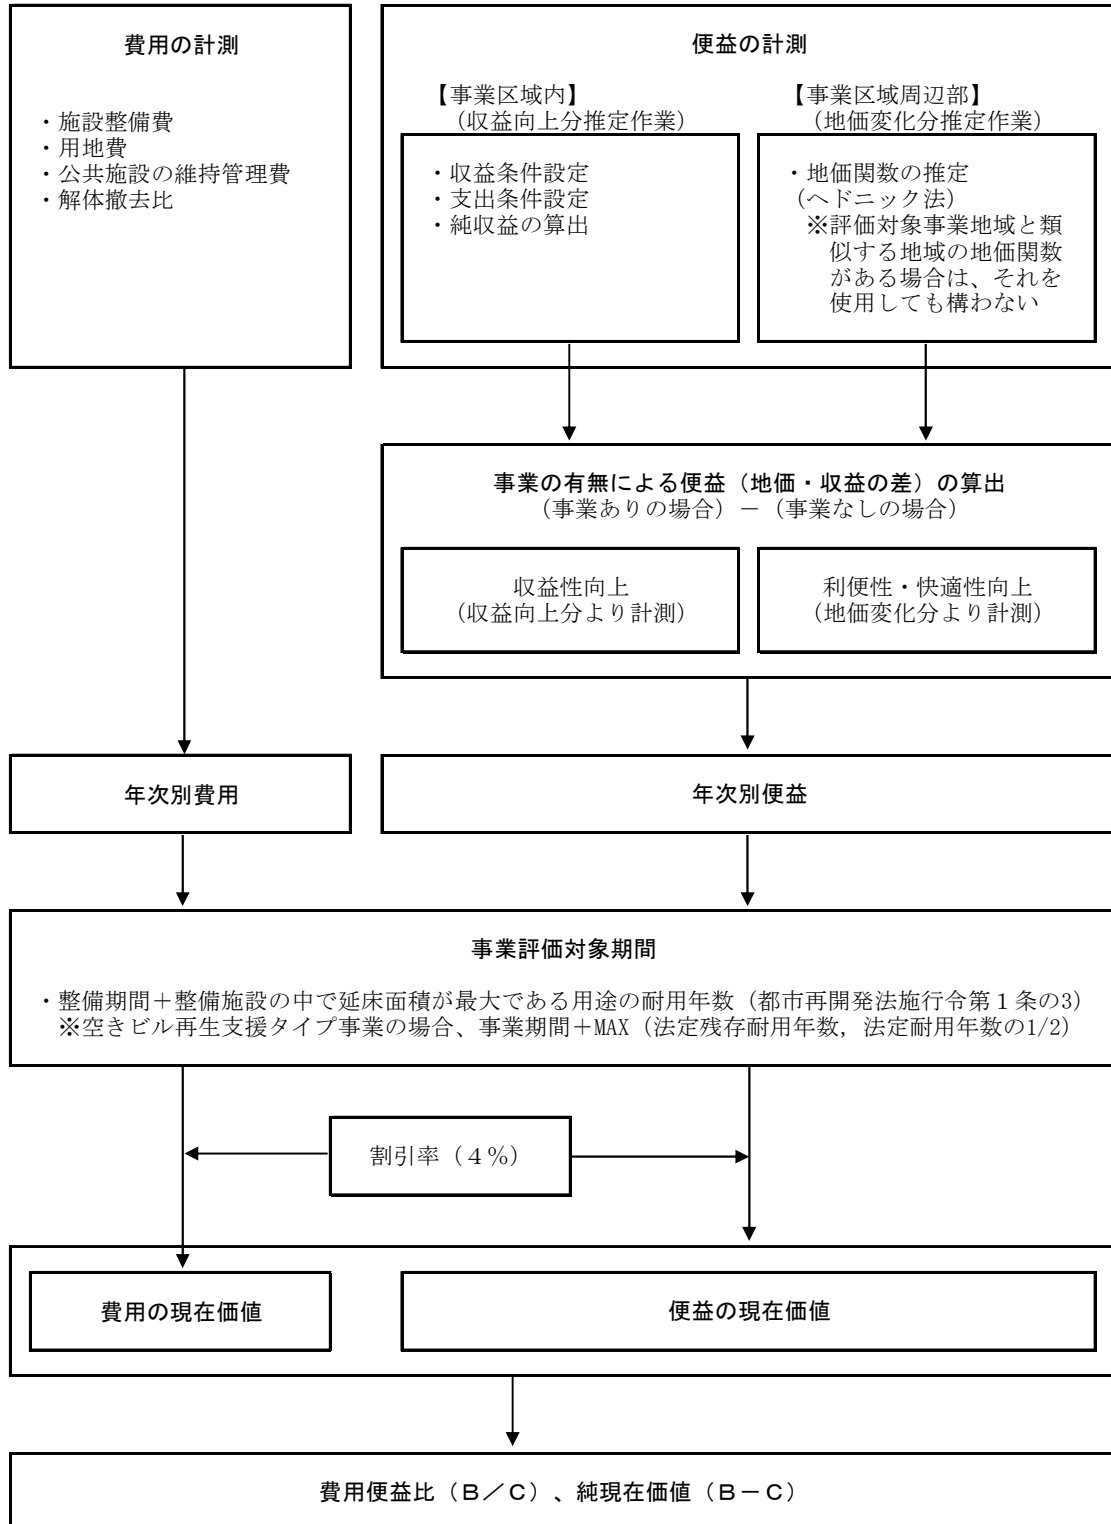 費用の計測
・施設整備費
・用地費
・公共施設の維持管理費
・解体撤去比
便益の計測
【事業区域内】
（収益向上分推定作業）
・収益条件設定
・支出条件設定
・純収益の算出
【事業区域周辺部】
（地価変化分推定作業）
・地価関数の推定
（ヘドニック法）
※評価対象事業地域と類
似する地域の地価関数
がある場合は、それを
使用しても構わない
事業の有無による便益（地価・収益の差）の算出
（事業ありの場合）－（事業なしの場合）
収益性向上
（収益向上分より計測）
利便性・快適性向上
（地価変化分より計測）
年次別費用
年次別便益
事業評価対象期間
・整備期間＋整備施設の中で延床面積が最大である用途の耐用年数（都市再開発法施行令第１条の3）
※空きビル再生支援タイプ事業の場合、事業期間＋MAX（法定残存耐用年数，法定耐用年数の1/2）
割引率（４％）
費用の現在価値
便益の現在価値
費用便益比（Ｂ／Ｃ）、純現在価値（Ｂ－Ｃ）